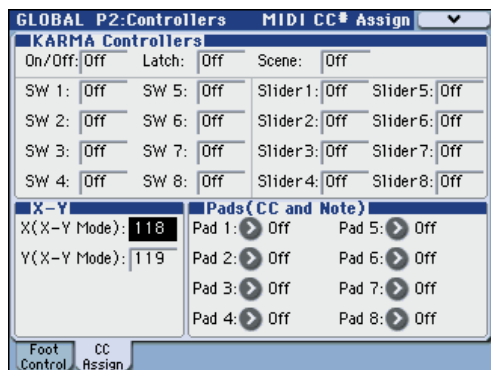 GLOBAL P2:Controllers MIDI CC# Assign
KARMA Controllers
On/Off: Off Latch: Off Scene: Off
SW 1: Off SW 5: Off Slider1: Off Slider5: Off
SW 2: Off SW 6: Off Slider2: Off Slider6: Off
SW 3: Off SW 7: Off Slider3: Off Slider7: Off
SW 4: Off SW 8: Off Slider4: Off Slider8: Off
X-Y Pads(CC and Note)
X(X-Y Mode): 118 Pad 1: Off Pad 5: Off
Y(X-Y Mode): 119 Pad 2: Off Pad 6: Off
Pad 3: Off Pad 7: Off
Pad 4: Off Pad 8: Off
Foot CC
Control Assign